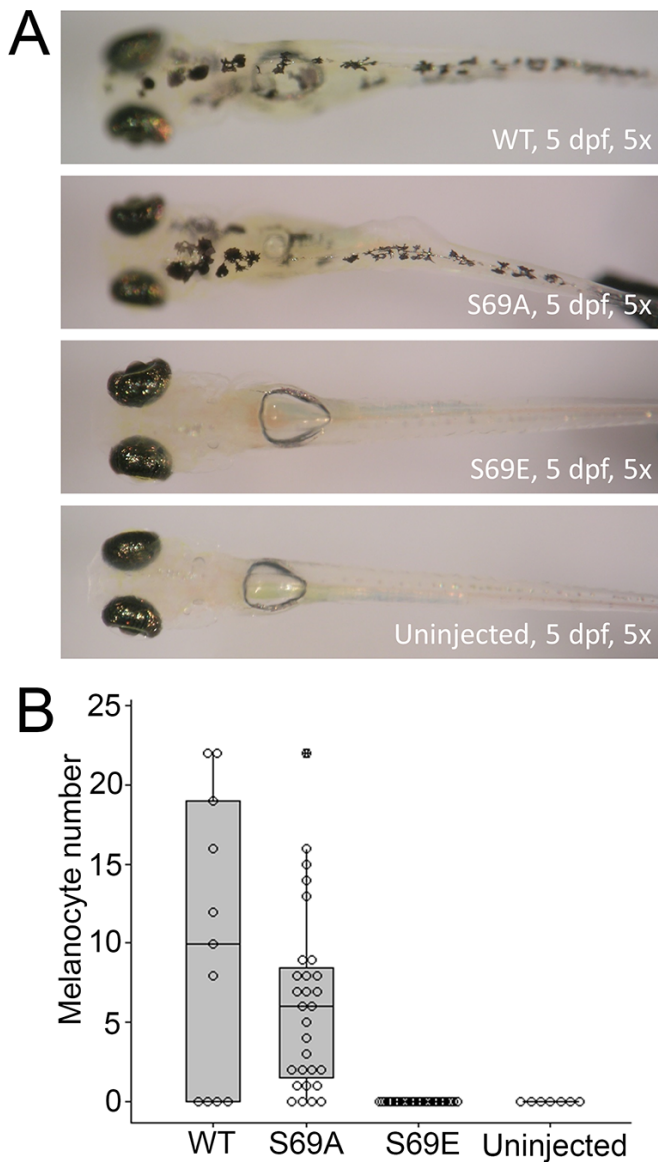 A
WT, 5 dpf, 5x
S69A, 5 dpf, 5x
S69E, 5 dpf, 5x
Uninjected, 5 dpf, 5x
B
Melanocyte number
25
20
15
10
5
0
WT S69A S69E Uninjected